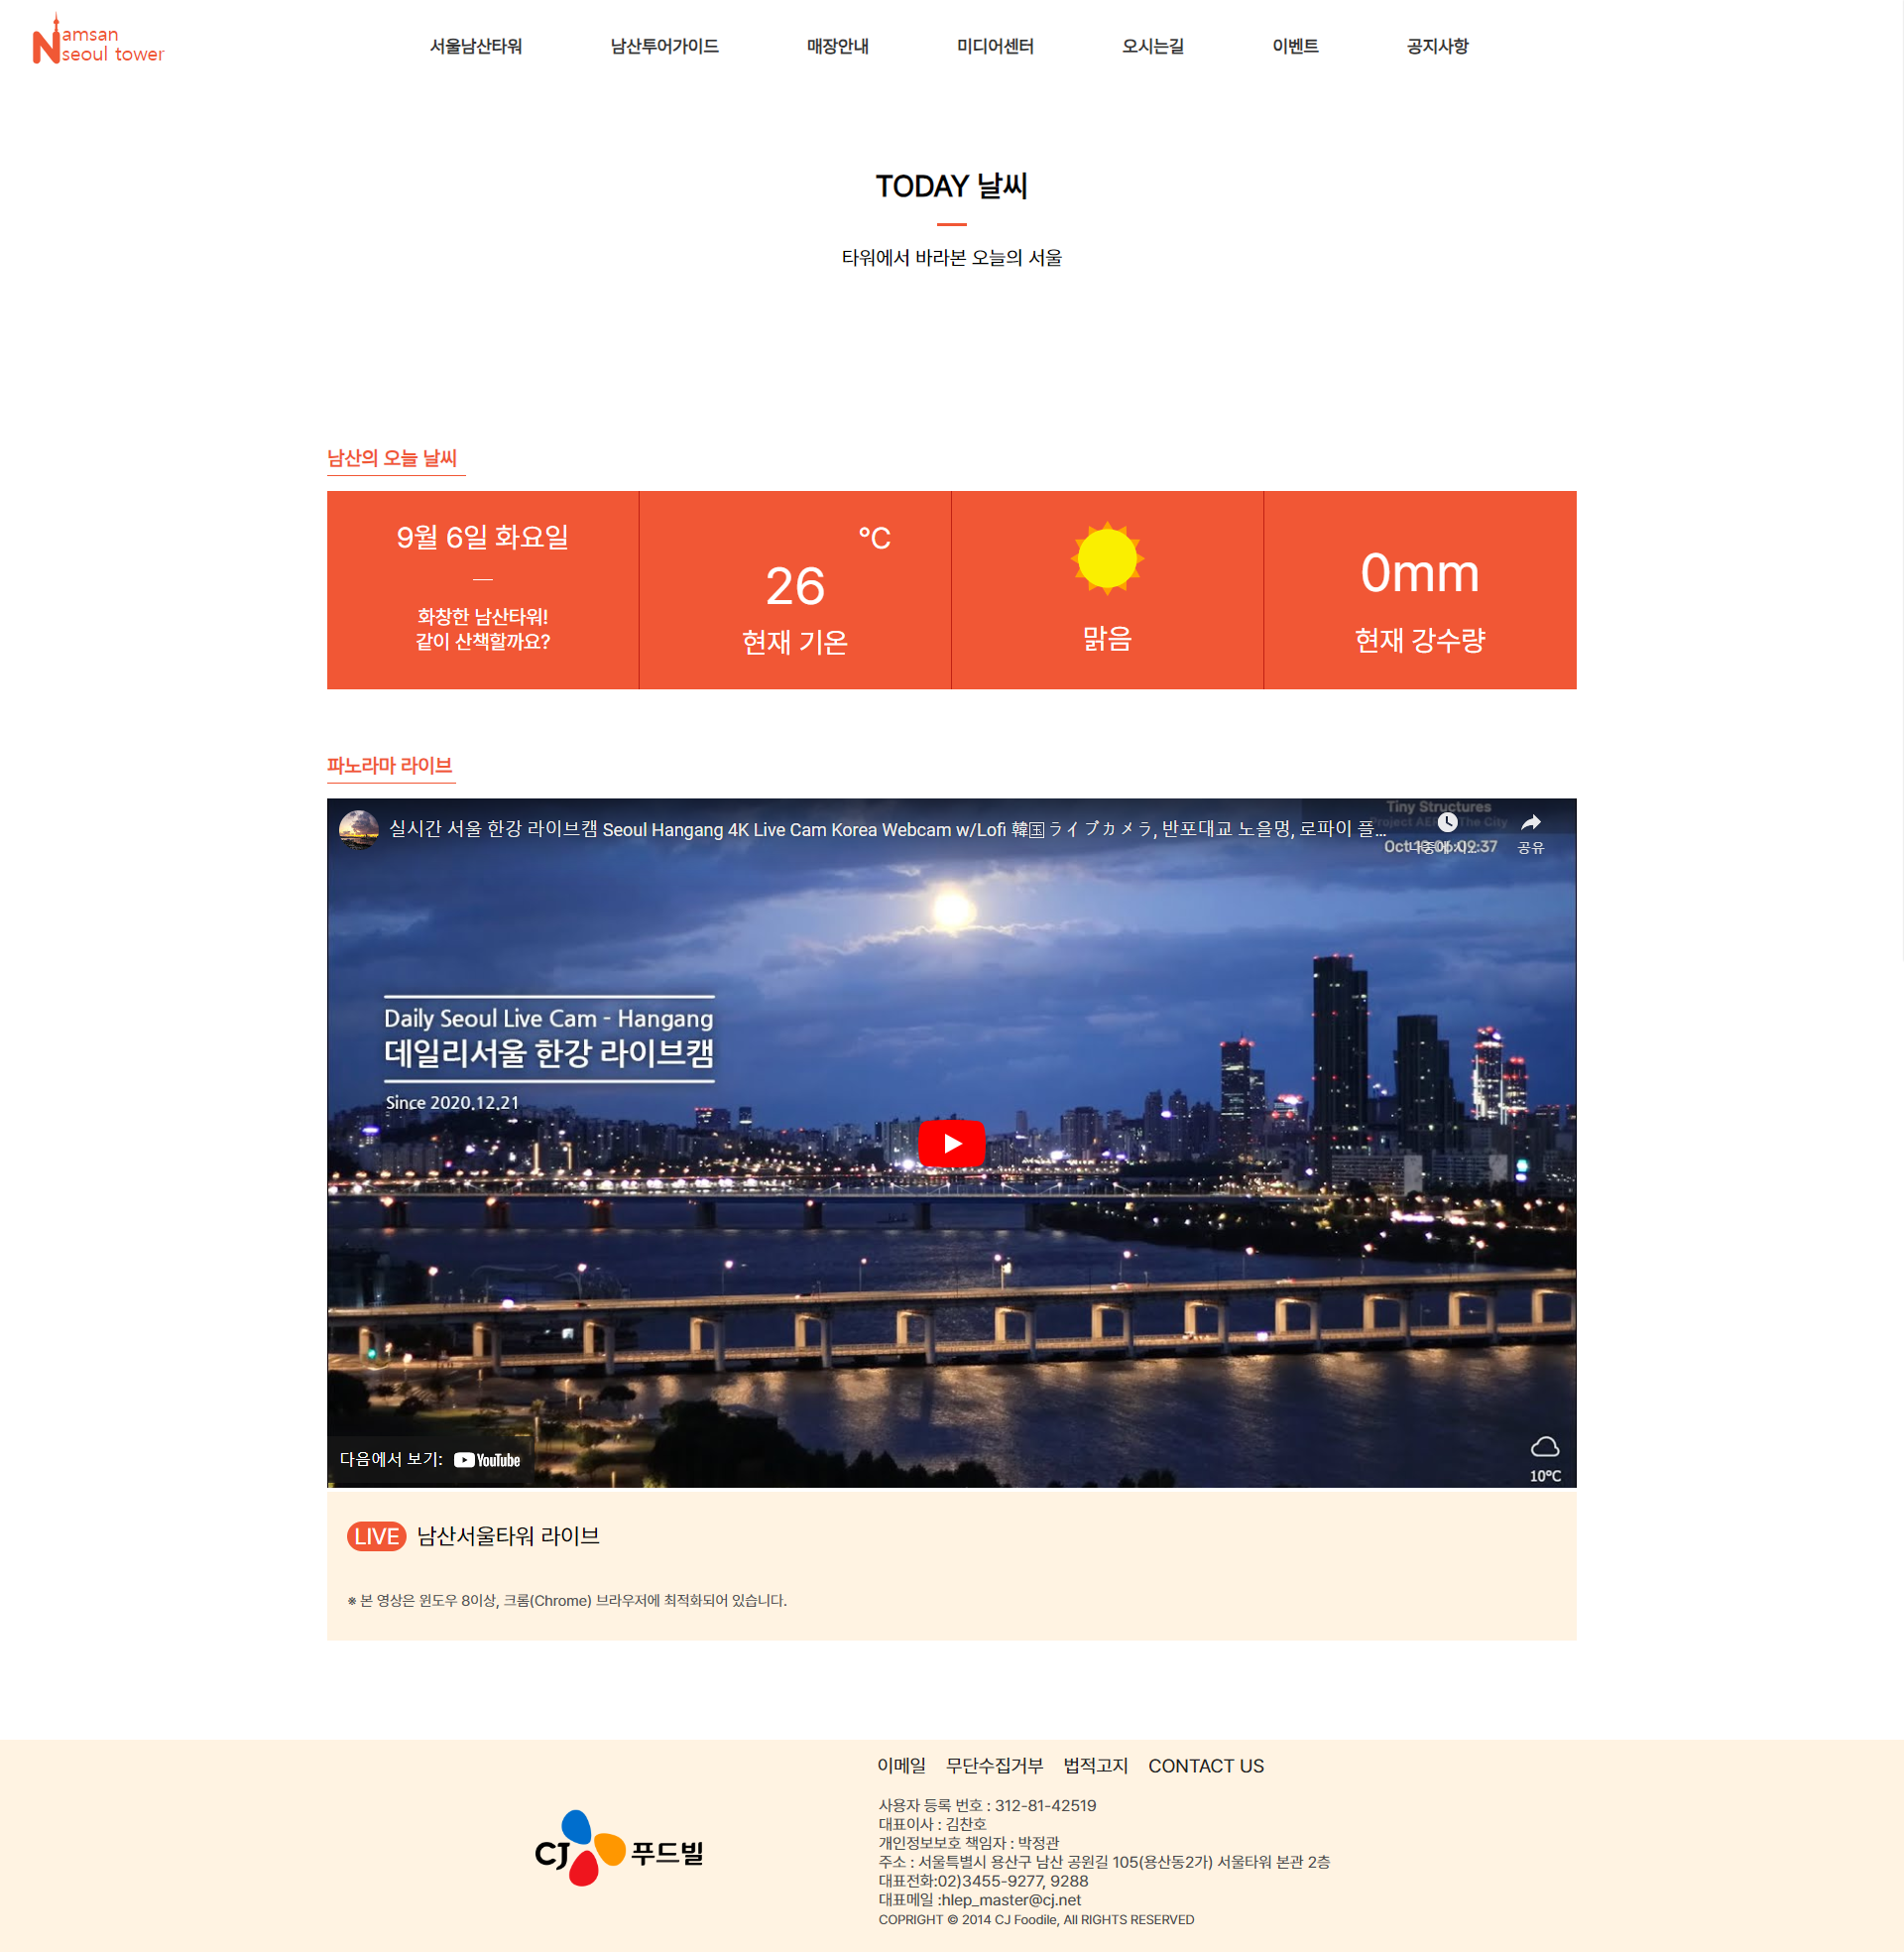 Namsan
seoul tower
서울남산타워
남산투어가이드
매장안내
미디어센터
오시는길
이벤트
공지사항
TODAY 날씨
타워에서 바라본 오늘의 서울
남산의 오늘 날씨
9월 6일 화요일
화창한 남산타워!
같이 산책할까요?
℃
26
현재 기온
맑음
0mm
현재 강수량
파노라마 라이브
실시간 서울 한강 라이브캠 Seoul Hangang 4K Live Cam Korea Webcam w/Lofi 韓国ライブカメラ, 반포대교 노을멍, 로파이 플...
Tiny Structures
Project AER The City
Oct 13 06:09:37
공유
Daily Seoul Live Cam - Hangang
데일리서울 한강 라이브캠
Since 2020.12.21
다음에서 보기: YouTube
10℃
LIVE 남산서울타워 라이브
※ 본 영상은 윈도우 8이상, 크롬(Chrome) 브라우저에 최적화되어 있습니다.
이메일 무단수집거부 법적고지 CONTACT US
CJ 푸드빌
사용자 등록 번호 : 312-81-42519
대표이사 : 김찬호
개인정보보호 책임자 : 박정관
주소 : 서울특별시 용산구 남산 공원길 105(용산동2가) 서울타워 본관 2층
대표전화:02)3455-9277, 9288
대표메일 :hlep_master@cj.net
COPRIGHT © 2014 CJ Foodile, All RIGHTS RESERVED